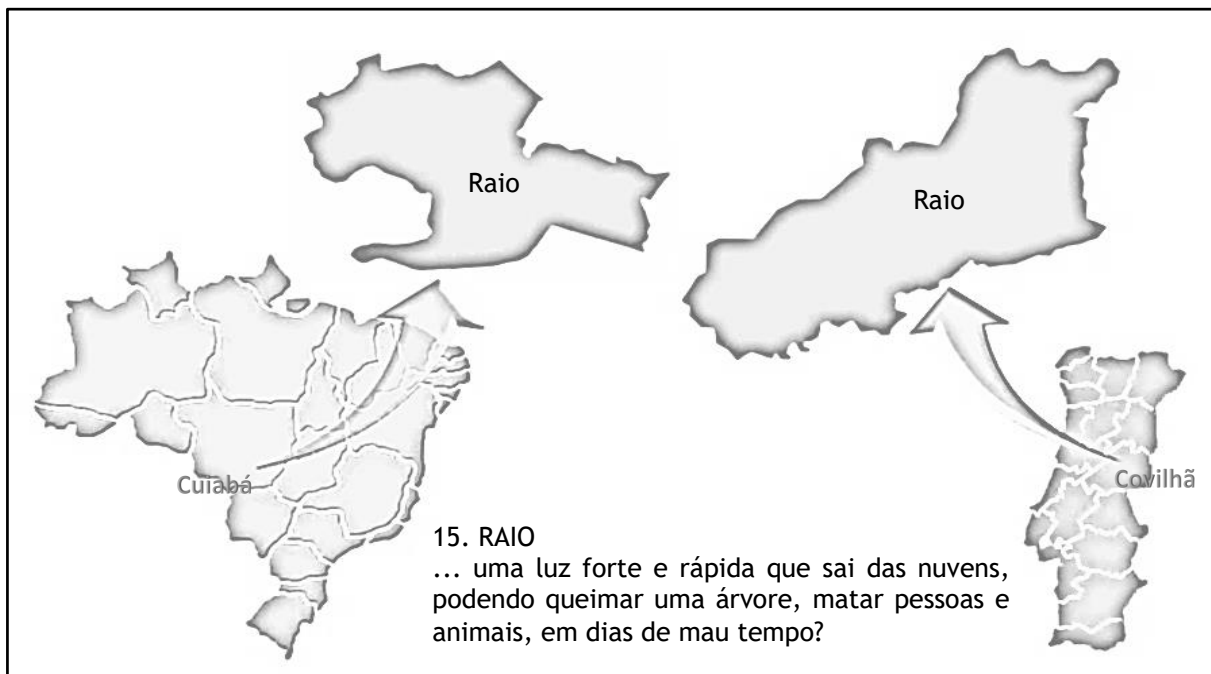 Raio
Raio
Cuiabá
Covilhã
15. RAIO
... uma luz forte e rápida que sai das nuvens,
podendo queimar uma árvore, matar pessoas e
animais, em dias de mau tempo?